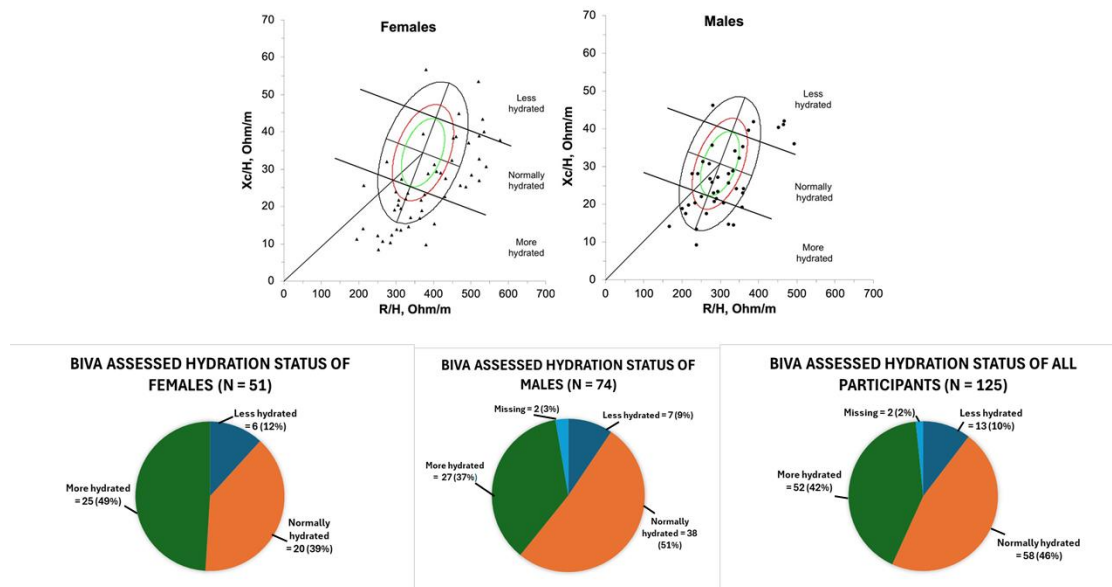 Females
Xc/H, Ohm/m
70
60
50
40
30
20
10
0
0
100
200
300
400
500
600
700
R/H, Ohm/m
Less
hydrated
Normally
hydrated
More
hydrated
Males
Xc/H, Ohm/m
70
60
50
40
30
20
10
0
0
100
200
300
400
500
600
700
R/H, Ohm/m
Less
hydrated
Normally
hydrated
More
hydrated
BIVA ASSESSED HYDRATION STATUS OF
FEMALES (N = 51)
Less hydrated
= 6 (12%)
More hydrated
= 25 (49%)
Normally
hydrated
= 20 (39%)
BIVA ASSESSED HYDRATION STATUS OF
MALES (N = 74)
Missing = 2 (3%)
Less hydrated = 7 (9%)
More hydrated =
27 (37%)
Normally
hydrated = 38
(51%)
BIVA ASSESSED HYDRATION STATUS OF ALL
PARTICIPANTS (N = 125)
Missing = 2 (2%)
Less hydrated
= 13 (10%)
More hydrated
= 52 (42%)
Normally hydrated
= 58 (46%)